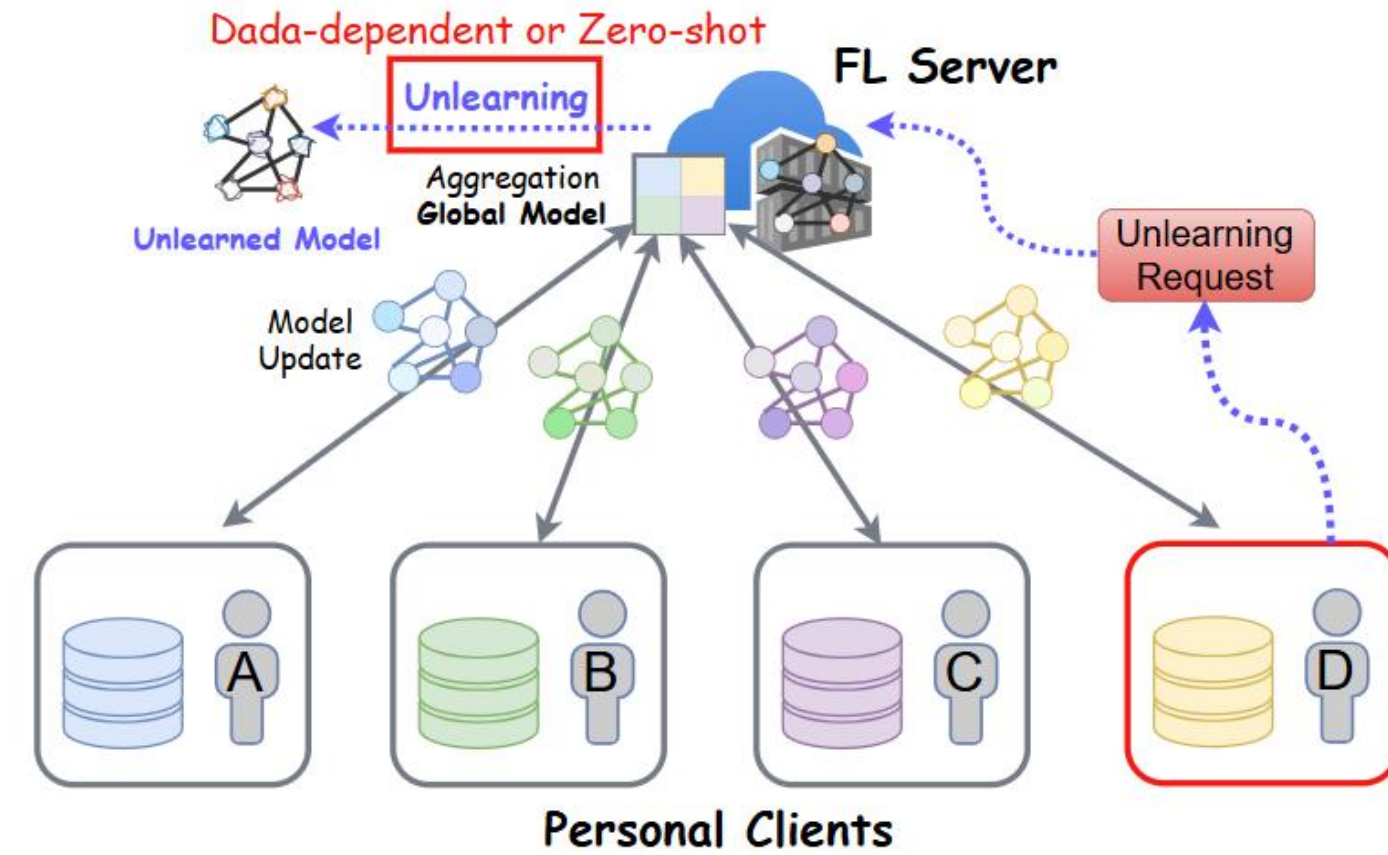 Dada-dependent or Zero-shot
FL Server
Unlearning
Aggregation
Global Model
Unlearned Model
Unlearning
Request
Model
Update
A
B
C
D
Personal Clients